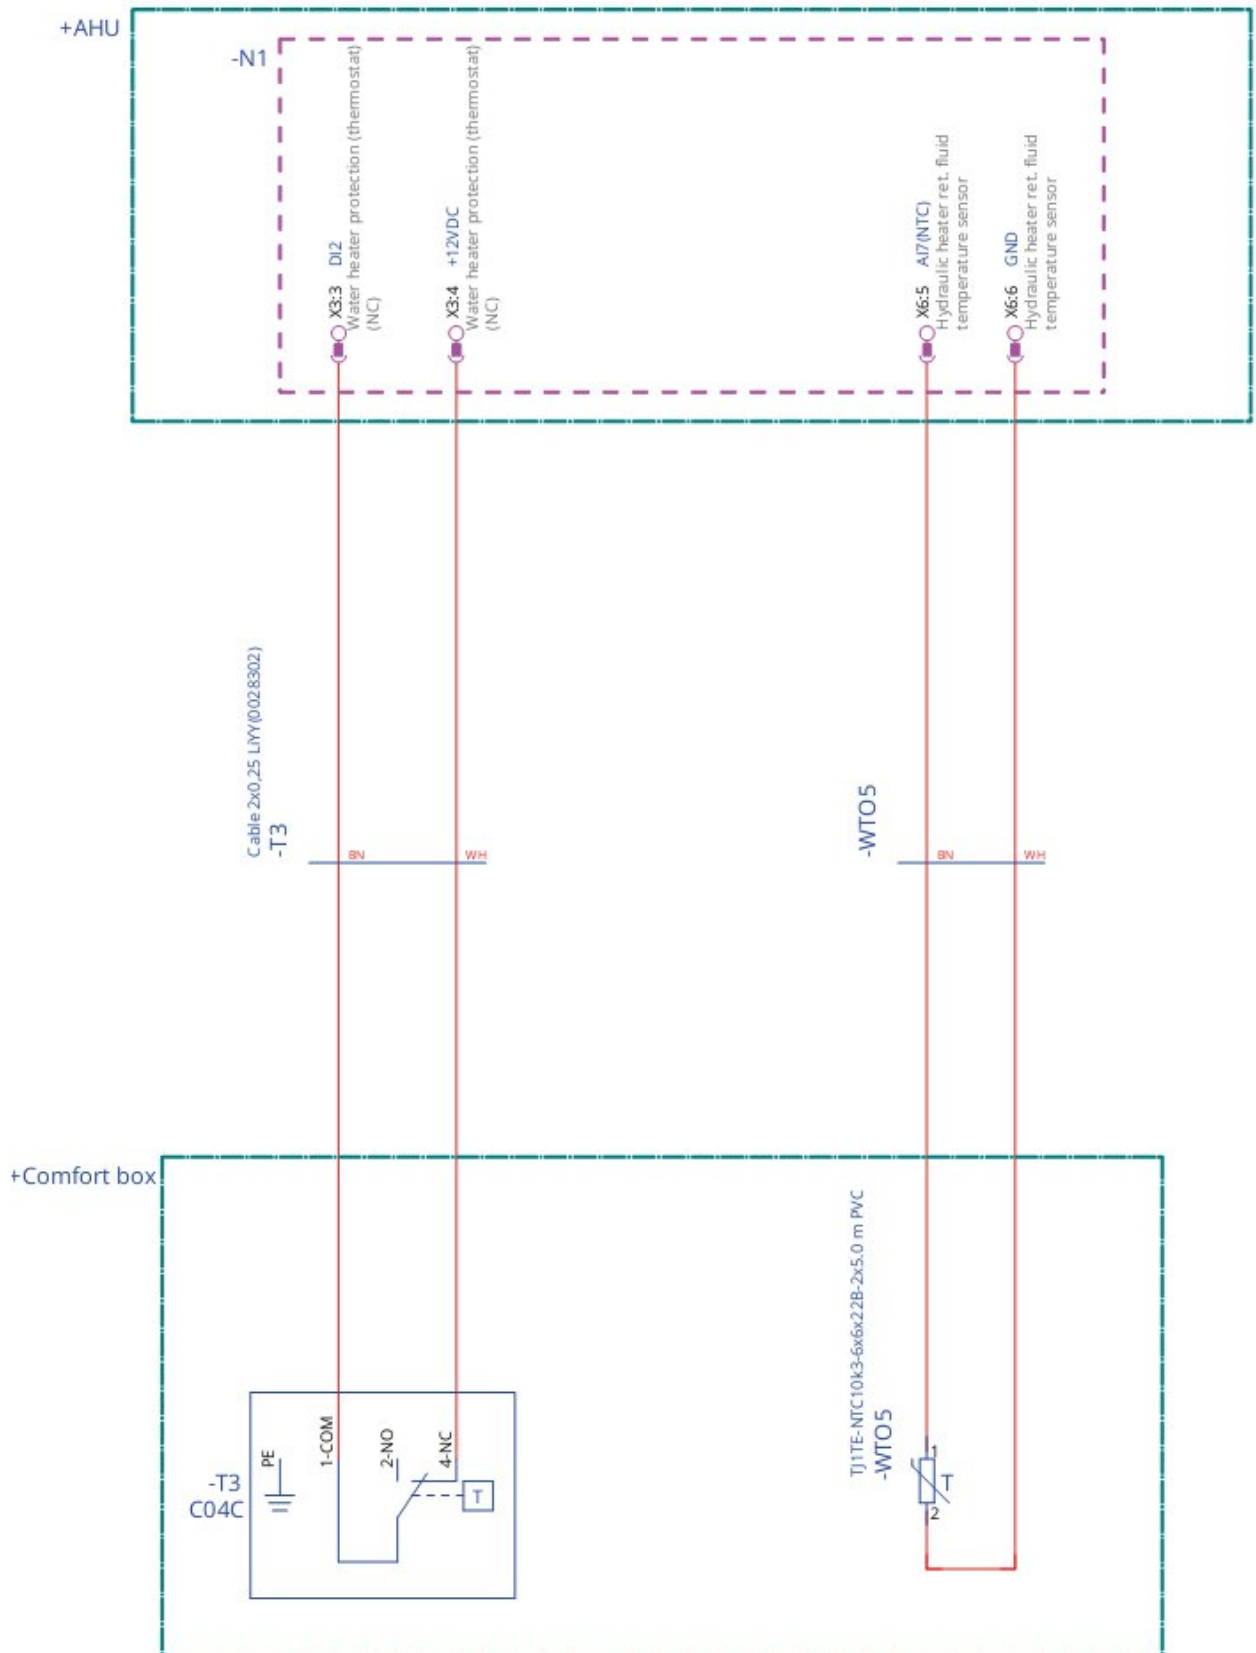 +AHU
-N1
X3:3 DI2
Water heater protection (thermostat)
(NC)
X3:4 +12VDC
Water heater protection (thermostat)
(NC)
X6:5 AI7(NTC)
Hydraulic heater ret. fluid
temperature sensor
X6:6 GND
Hydraulic heater ret. fluid
temperature sensor
Cable 2x0,25 LiYY(0028302)
-T3
BN
WH
-WTO5
BN
WH
+Comfort box
-T3
C04C
PE
1-COM
2-NO
4-NC
T
TJ1TE-NTC10k3-6x6x22B-2x5.0 m PVC
-WTO5
1
T
2